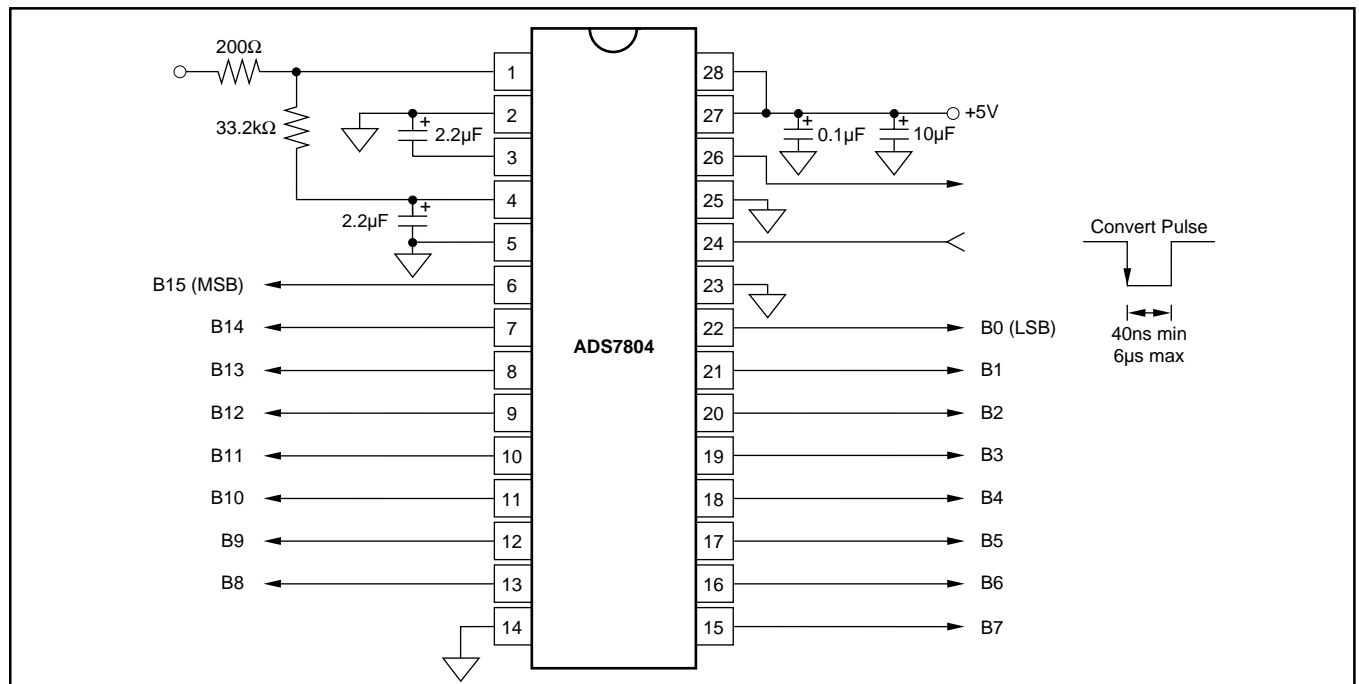 200Ω
33.2kΩ
2.2µF
+
2.2µF
+
1
2
3
4
5
6
7
8
9
10
11
12
13
14
B15 (MSB)
B14
B13
B12
B11
B10
B9
B8
ADS7804
28
27
26
25
24
23
22
21
20
19
18
17
16
15
+
0.1µF
+
10µF
+5V
B0 (LSB)
B1
B2
B3
B4
B5
B6
B7
Convert Pulse
40ns min
6µs max